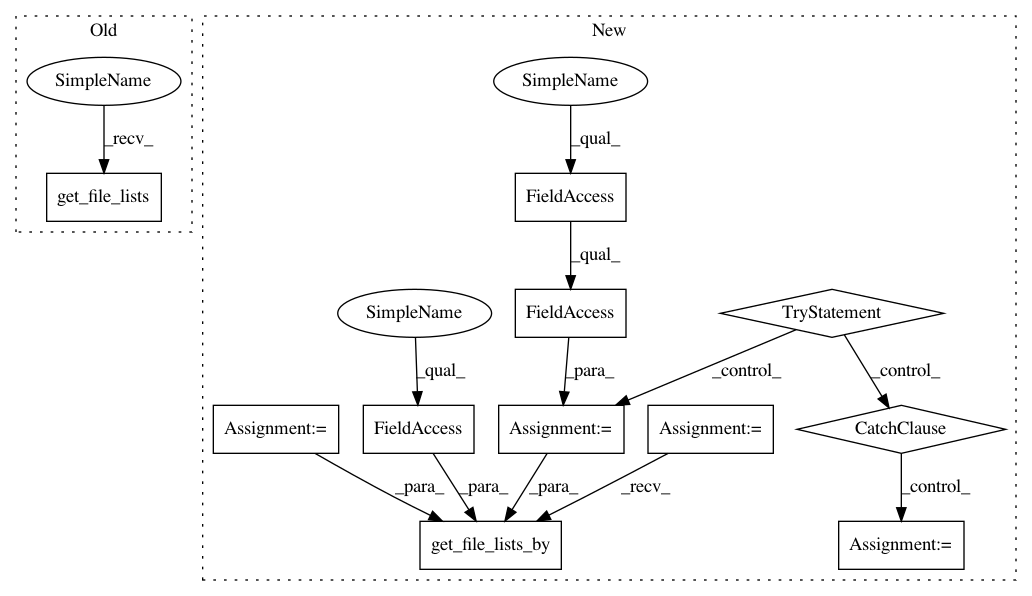 Old
New
SimpleName
SimpleName
_recv_
_qual_
get_file_lists
FieldAccess
_qual_
SimpleName
FieldAccess
TryStatement
_qual_
_para_
_control_
_control_
Assignment:=
FieldAccess
Assignment:=
Assignment:=
CatchClause
_para_
_para_
_para_
_recv_
_control_
get_file_lists_by
Assignment:=